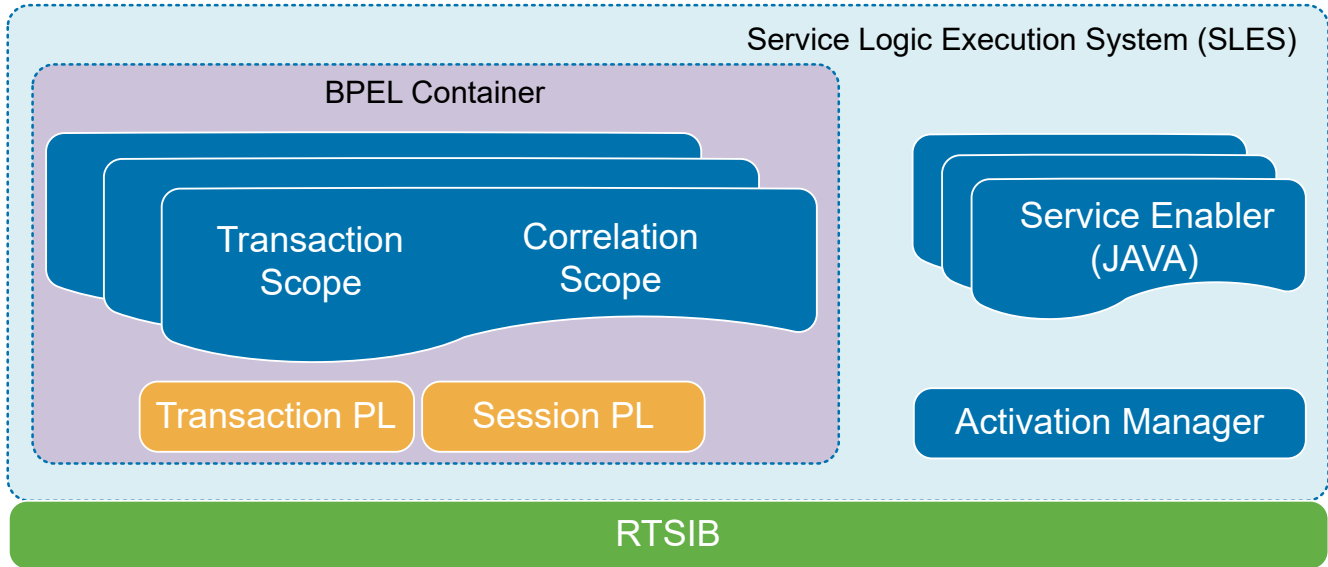 Service Logic Execution System (SLES)
BPEL Container
Transaction
Scope
Correlation
Scope
Service Enabler
(JAVA)
Transaction PL
Session PL
Activation Manager
RTSIB